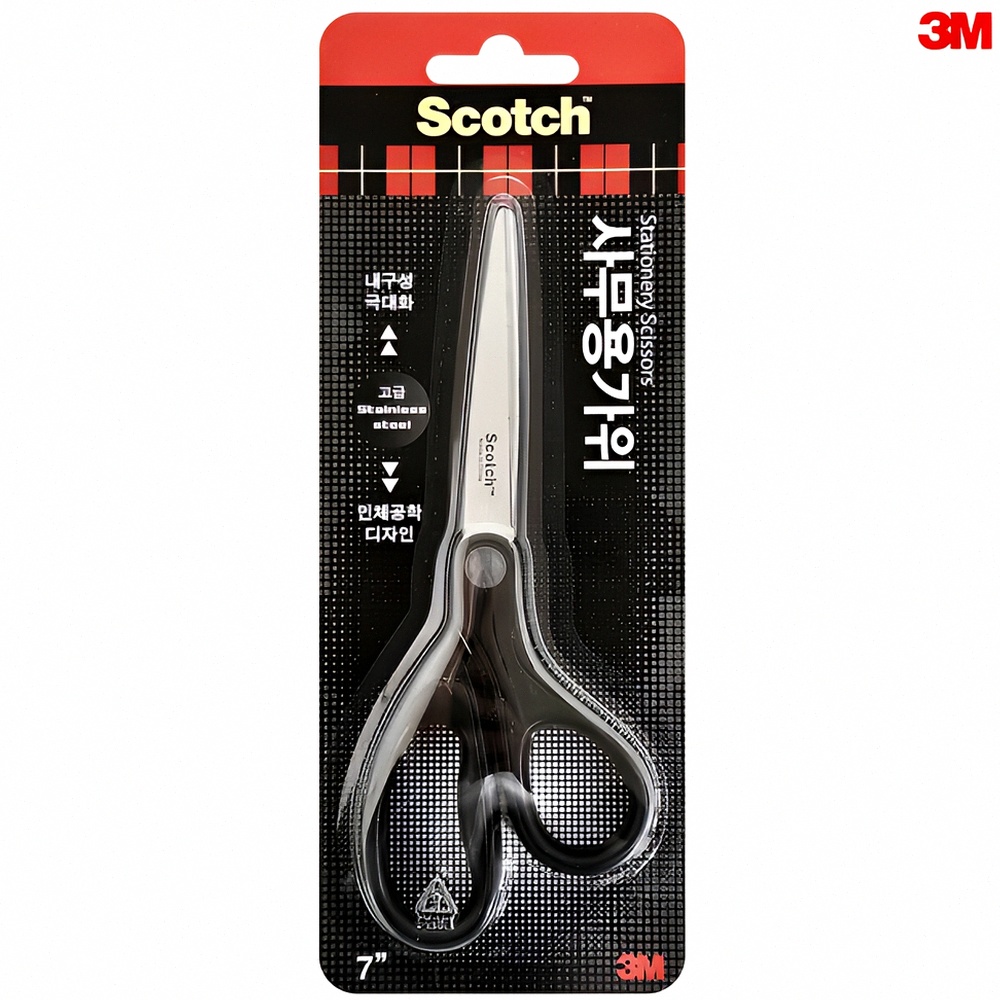 3M
Scotch™
Stationery Scissors
사무용가위
내구성
극대화
고급
Stainless
steel
인체공학
디자인
Scotch™
7”
3M